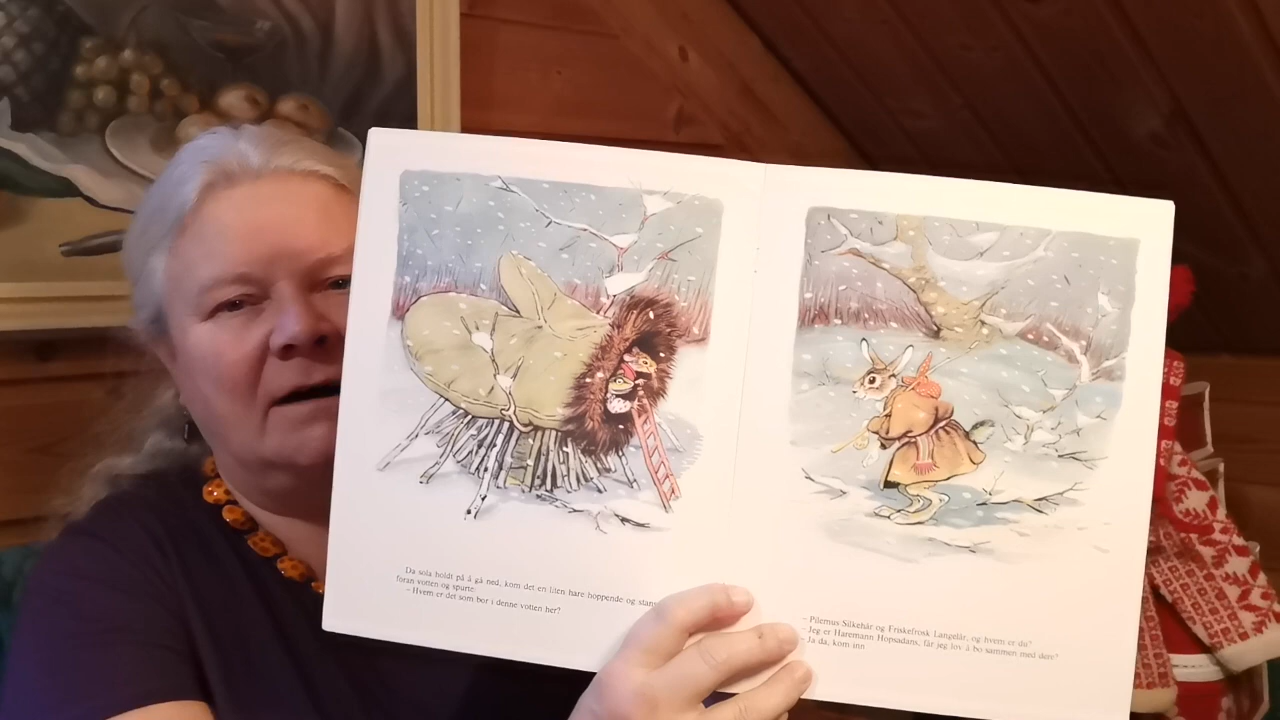 Da sola holdt på å gå ned, kom det en liten hare hoppende og
foran votten og spurte:
– Hvem er det som bor i denne votten her?
– Pilemus Silkehår og Friskefrosk Langelår, og hvem er du?
– Jeg er Haremann Hopsadans, får jeg lov å bo sammen med dere?
– Ja da, kom inn